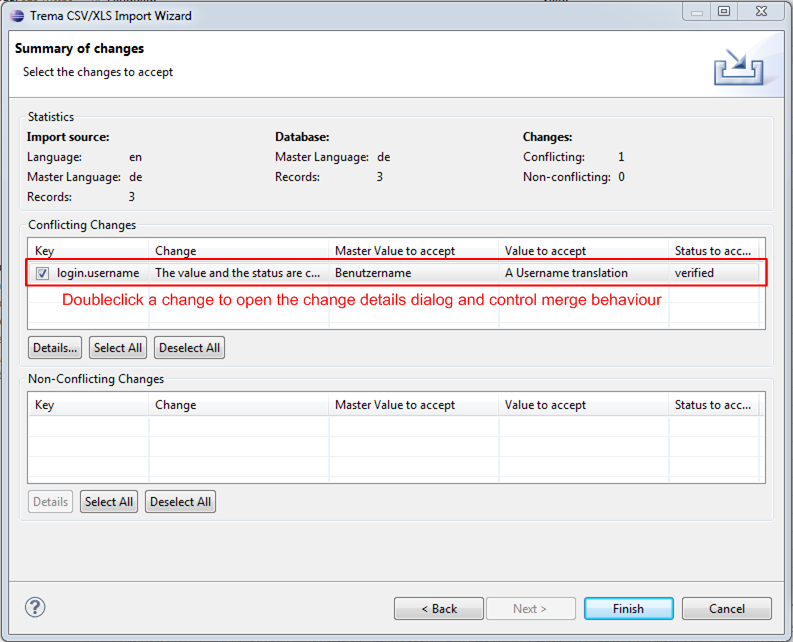 Trema CSV/XLS Import Wizard
Summary of changes
Select the changes to accept
Statistics
Import source: Database: Changes:
Language: en Master Language: de Conflicting: 1
Master Language: de Records: 3 Non-conflicting: 0
Records: 3
Conflicting Changes
Key Change Master Value to accept Value to accept Status to acc...
login.username The value and the status are c... Benutzername A Username translation verified
Doubleclick a change to open the change details dialog and control merge behaviour
Details... Select All Deselect All
Non-Conflicting Changes
Key Change Master Value to accept Value to accept Status to acc...
Details Select All Deselect All
? < Back Next > Finish Cancel